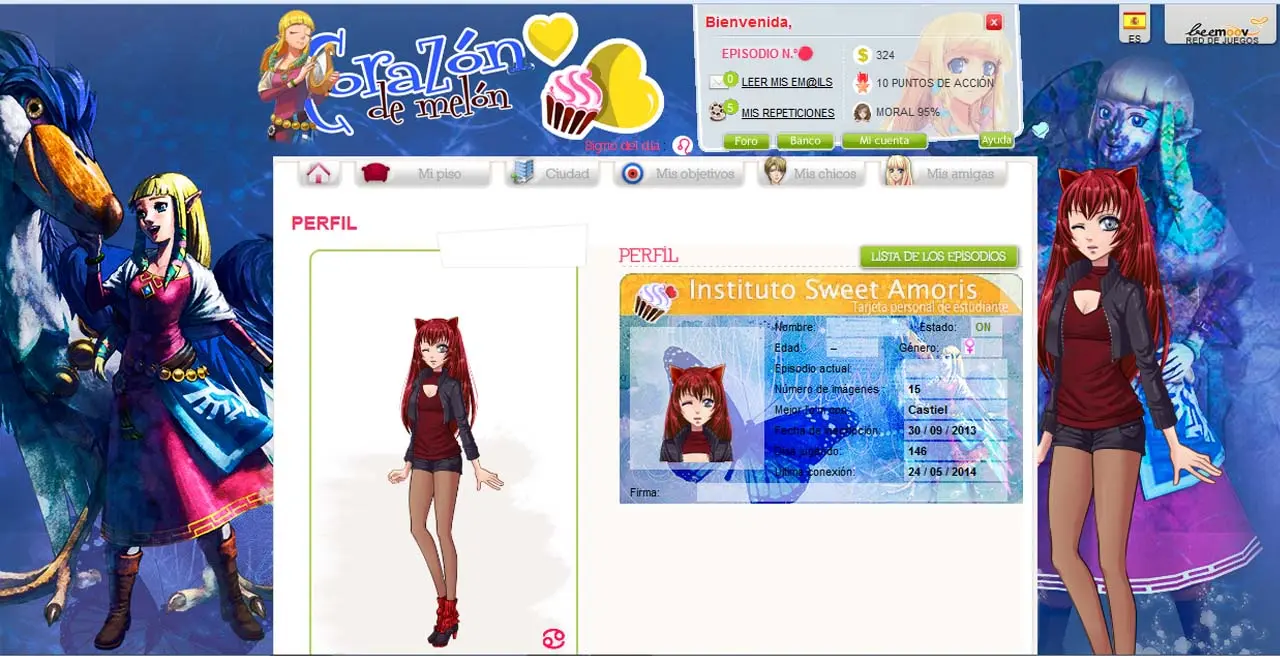 Corazón
de melón
Bienvenida,
EPISODIO N.º
324
0 LEER MIS EM@ILS
10 PUNTOS DE ACCIÓN
5 MIS REPETICIONES
MORAL 95%
Foro
Banco
Mi cuenta
Ayuda
ES
beemoov
RED DE JUEGOS
Signo del día :
Mi piso
Ciudad
Mis objetivos
Mis chicos
Mis amigas
PERFIL
PERFIL
LISTA DE LOS EPISODIOS
Instituto Sweet Amoris
Tarjeta personal de estudiante
Nombre:
Estado: ON
Edad –
Género:
Episodio actual:
Número de imágenes : 15
Castiel
Fecha de inscripción: 30 / 09 / 2013
146
Última conexión: 24 / 05 / 2014
Firma: